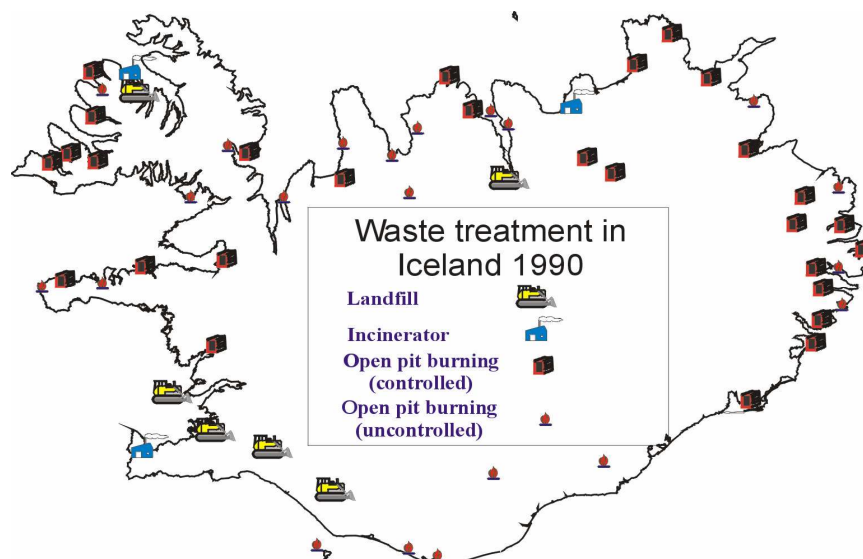 Waste treatment in
Iceland 1990
Landfill
Incinerator
Open pit burning
(controlled)
Open pit burning
(uncontrolled)